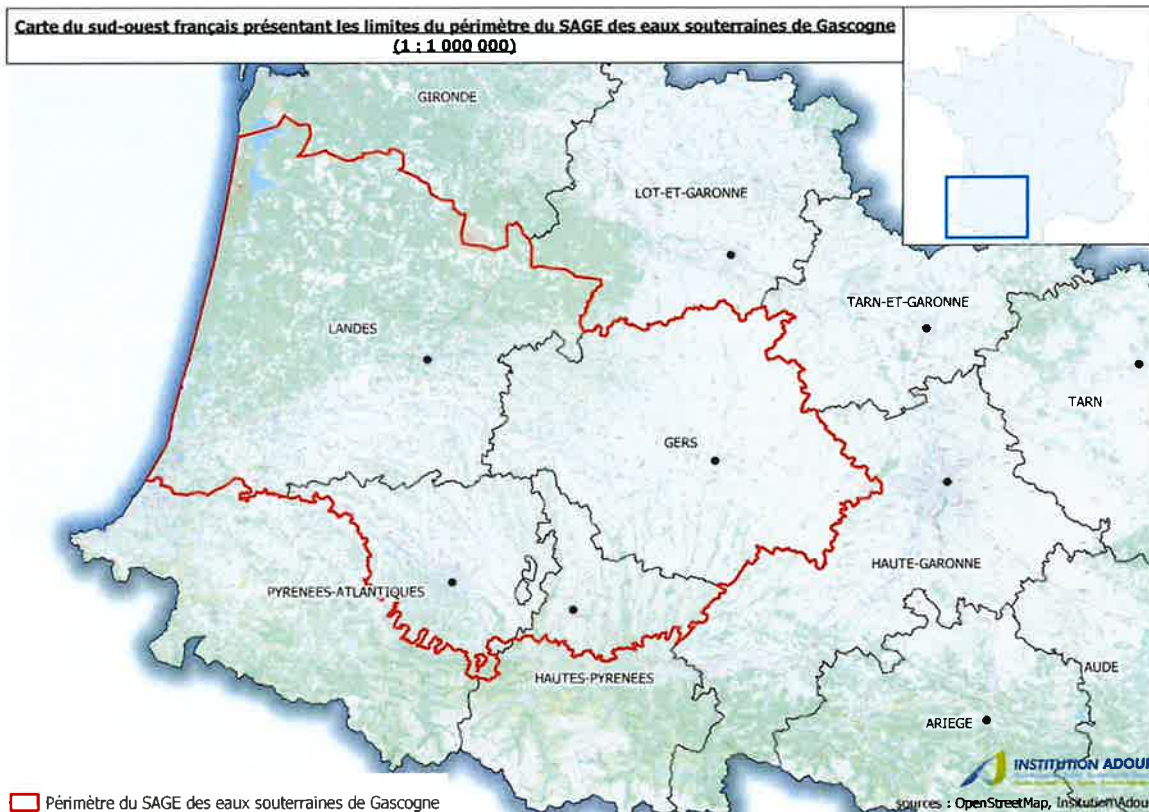 Carte du sud-ouest français présentant les limites du périmètre du SAGE des eaux souterraines de Gascogne
(1 : 1 000 000)
GIRONDE
LOT-ET-GARONNE
TARN-ET-GARONNE
LANDES
TARN
GERS
HAUTE-GARONNE
PYRENEES-ATLANTIQUES
HAUTES-PYRENEES
AUDE
ARIEGE
INSTITUTION ADOUR
Périmètre du SAGE des eaux souterraines de Gascogne
sources : OpenStreetMap, InstitutionAdour